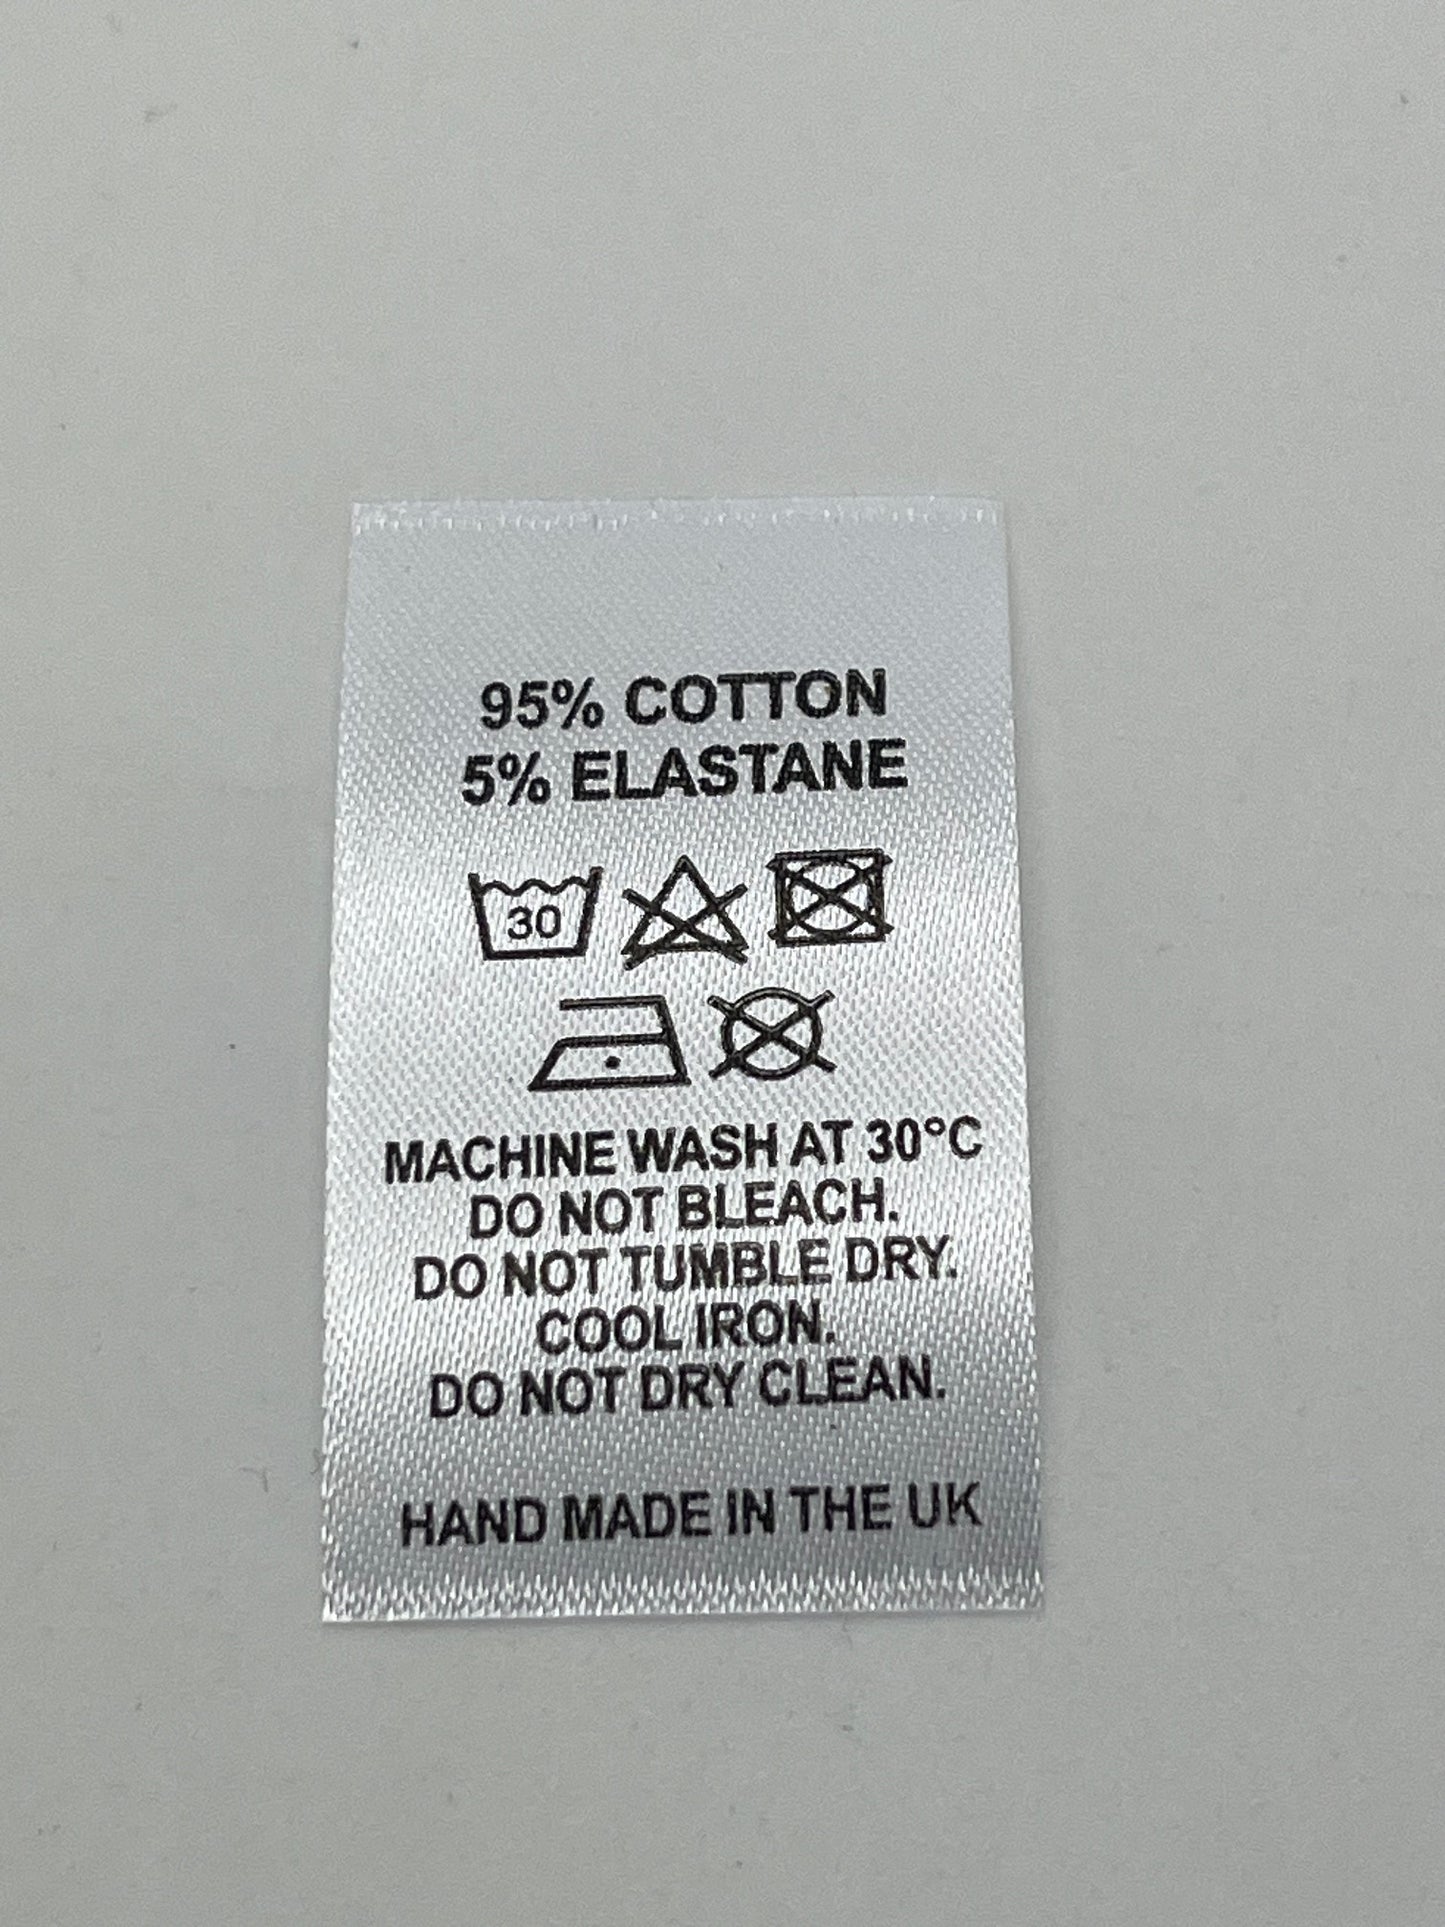 95% COTTON
5% ELASTANE
30
MACHINE WASH AT 30°C
DO NOT BLEACH.
DO NOT TUMBLE DRY.
COOL IRON.
DO NOT DRY CLEAN.
HAND MADE IN THE UK